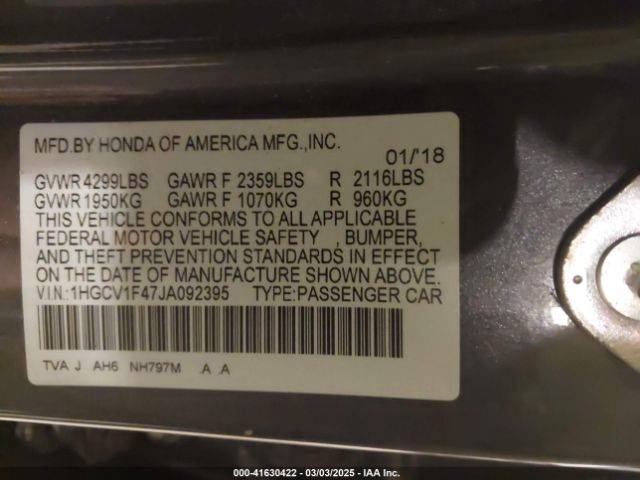 MFD.BY HONDA OF AMERICA MFG.,INC.
01/'18
GVWR 4299LBS GAWR F 2359LBS R 2116LBS
GVWR 1950KG GAWR F 1070KG R 960KG
THIS VEHICLE CONFORMS TO ALL APPLICABLE
FEDERAL MOTOR VEHICLE SAFETY , BUMPER,
AND THEFT PREVENTION STANDARDS IN EFFECT
ON THE DATE OF MANUFACTURE SHOWN ABOVE.
V.I.N.:1HGCV1F47JA092395 TYPE:PASSENGER CAR
TVA J AH6 NH797M .A .A
000-41630422 - 03/03/2025 - IAA Inc.